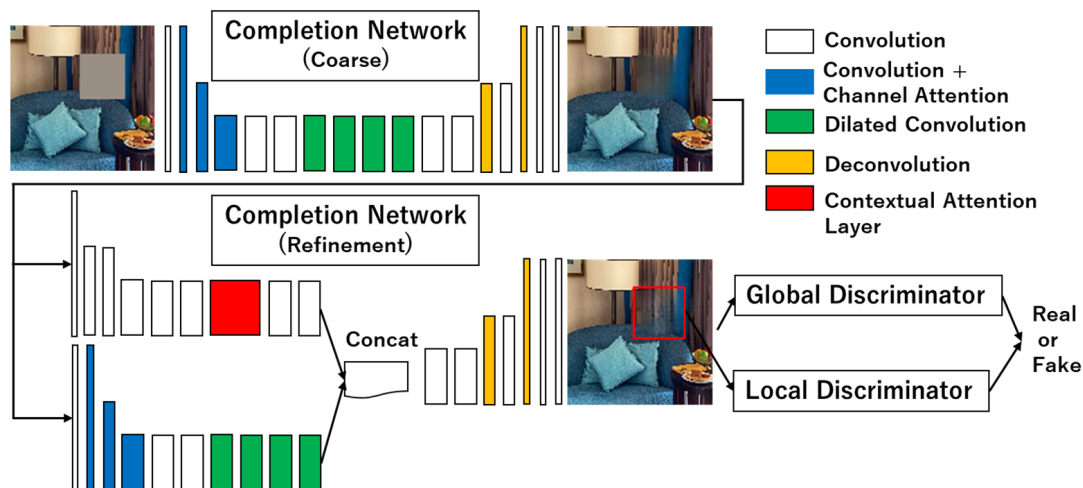 Completion Network
(Coarse)
Convolution
Convolution +
Channel Attention
Dilated Convolution
Deconvolution
Contextual Attention
Layer
Completion Network
(Refinement)
Concat
Global Discriminator
Local Discriminator
Real
or
Fake